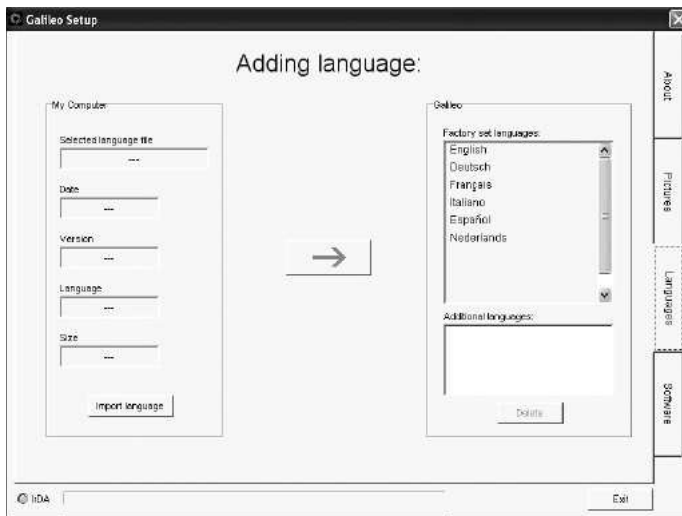 Galileo Setup
Adding language:
My Computer
Selected language file
---
Date
---
Version
---
Language
---
Size
---
Import language
Galileo
Factory set languages:
English
Deutsch
Français
Italiano
Español
Nederlands
Additional languages:
Delete
About
Pictures
Languages
Software
IrDA
Exit